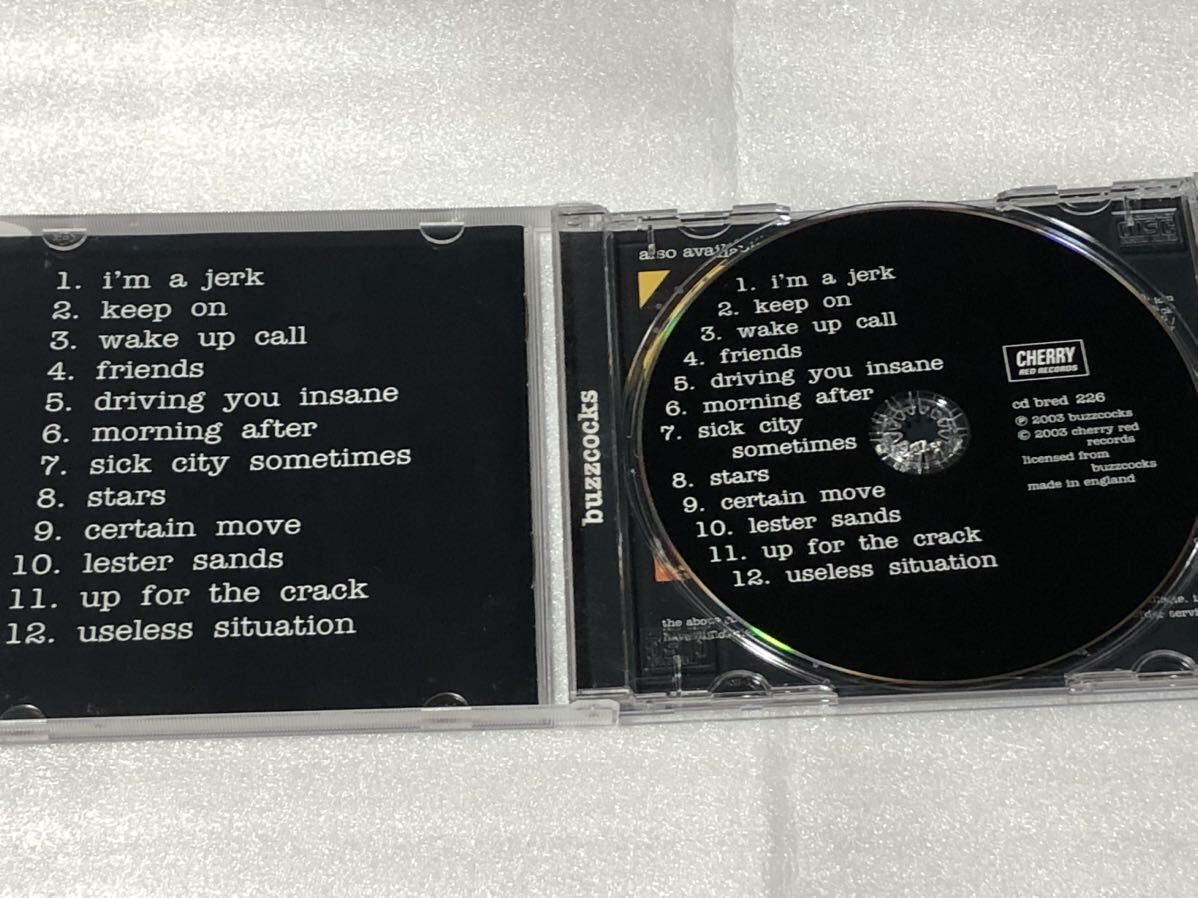 1. i'm a jerk
2. keep on
3. wake up call
4. friends
5. driving you insane
6. morning after
7. sick city sometimes
8. stars
9. certain move
10. lester sands
11. up for the crack
12. useless situation
buzzcocks
also
1. i'm a jerk
2. keep on
3. wake up call
4. friends
5. driving you insane
6. morning after
7. sick city
sometimes
8. stars
9. certain move
10. lester sands
11. up for the crack
12. useless situation
CHERRY
RED RECORDS
cd bred 226
℗ 2003 buzzcocks
© 2003 cherry red
records
licensed from
buzzcocks
made in england
the above